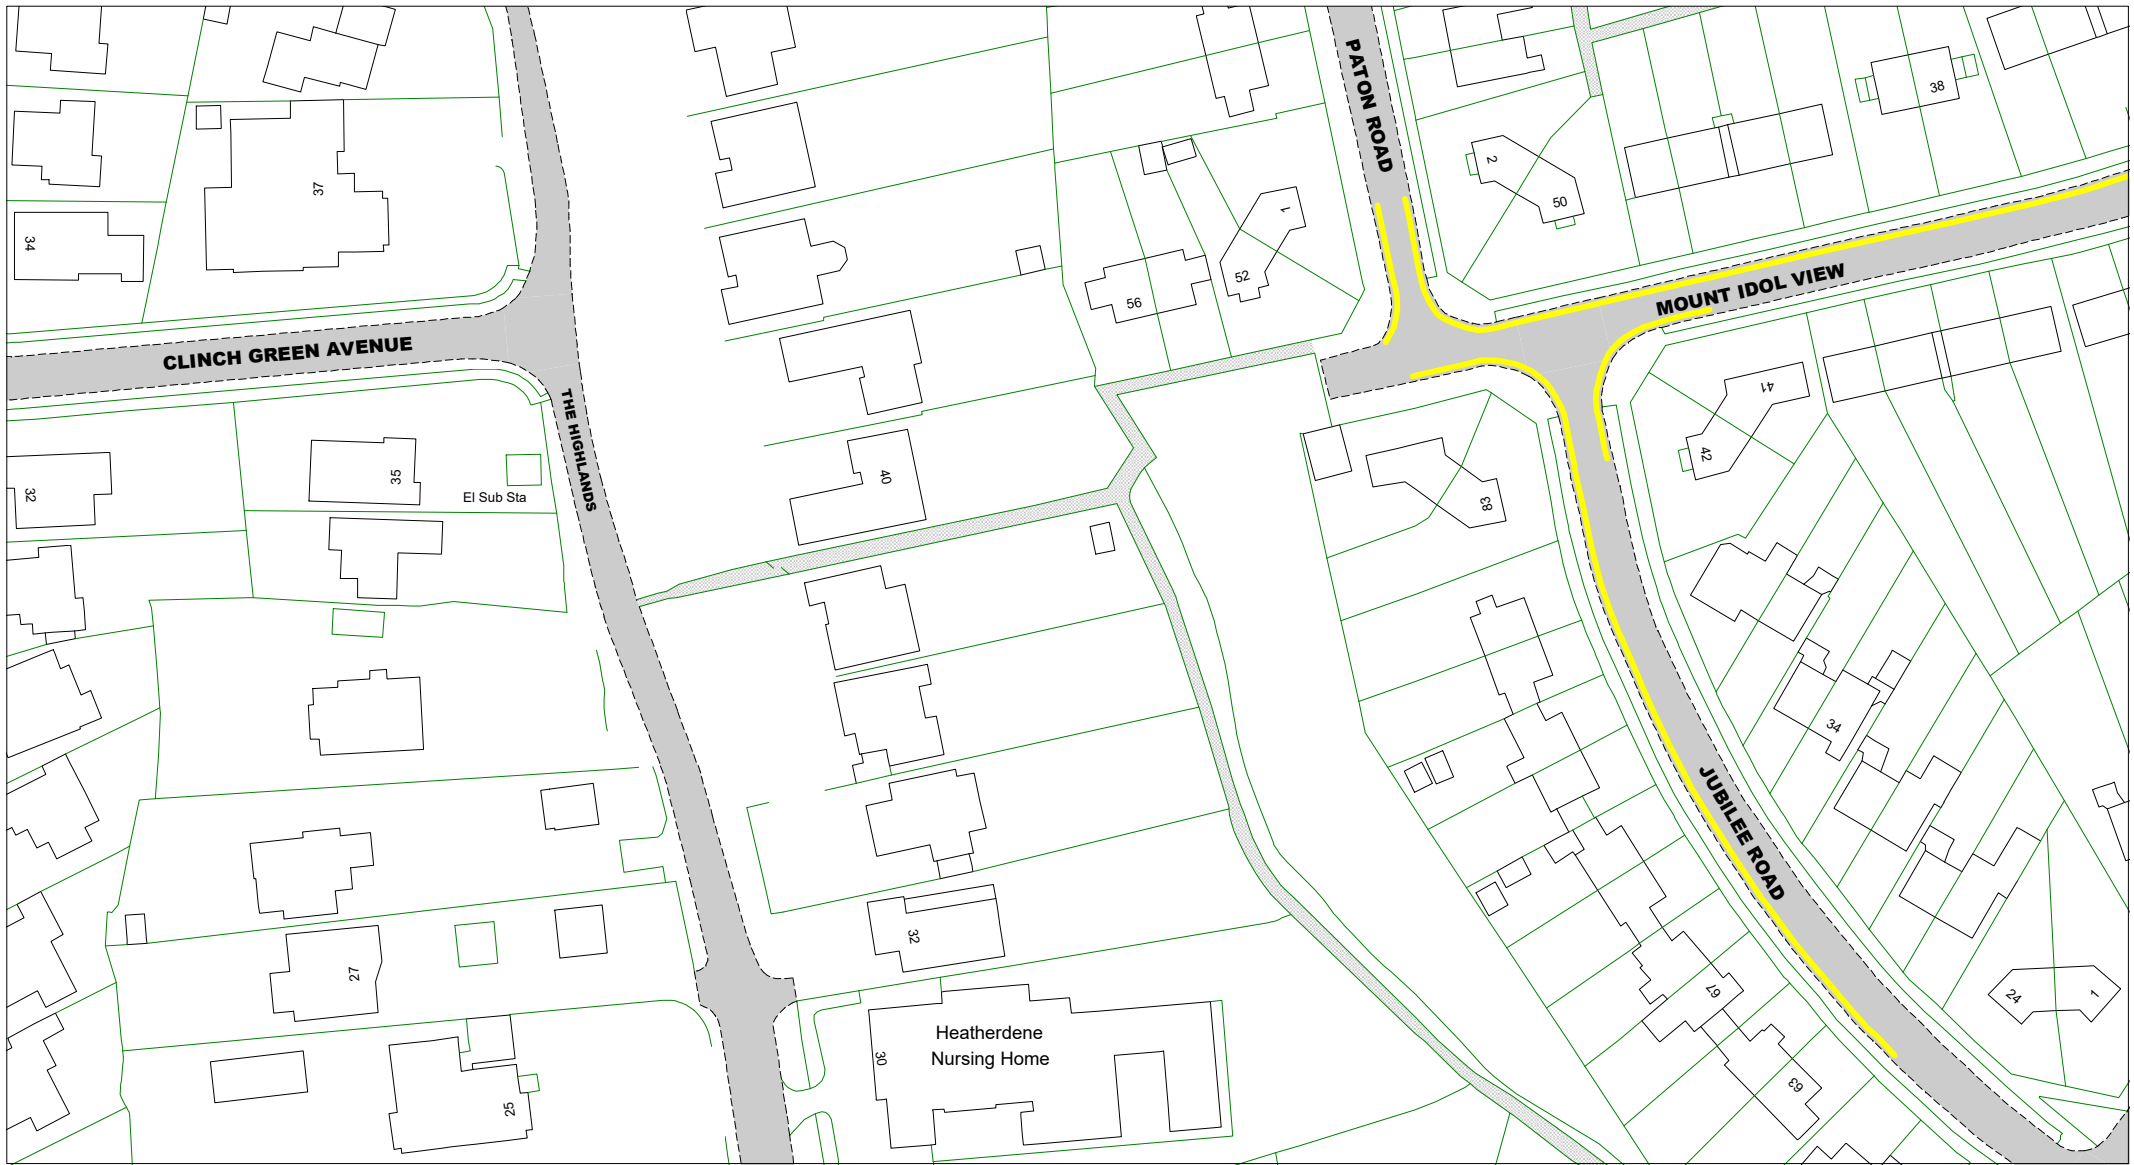 PATON ROAD
38
37
2
50
34
1
52
56
MOUNT IDOL VIEW
CLINCH GREEN AVENUE
THE HIGHLANDS
41
42
40
35
El Sub Sta
32
83
34
JUBILEE ROAD
32
27
67
24
1
Heatherdene
Nursing Home
30
63
25